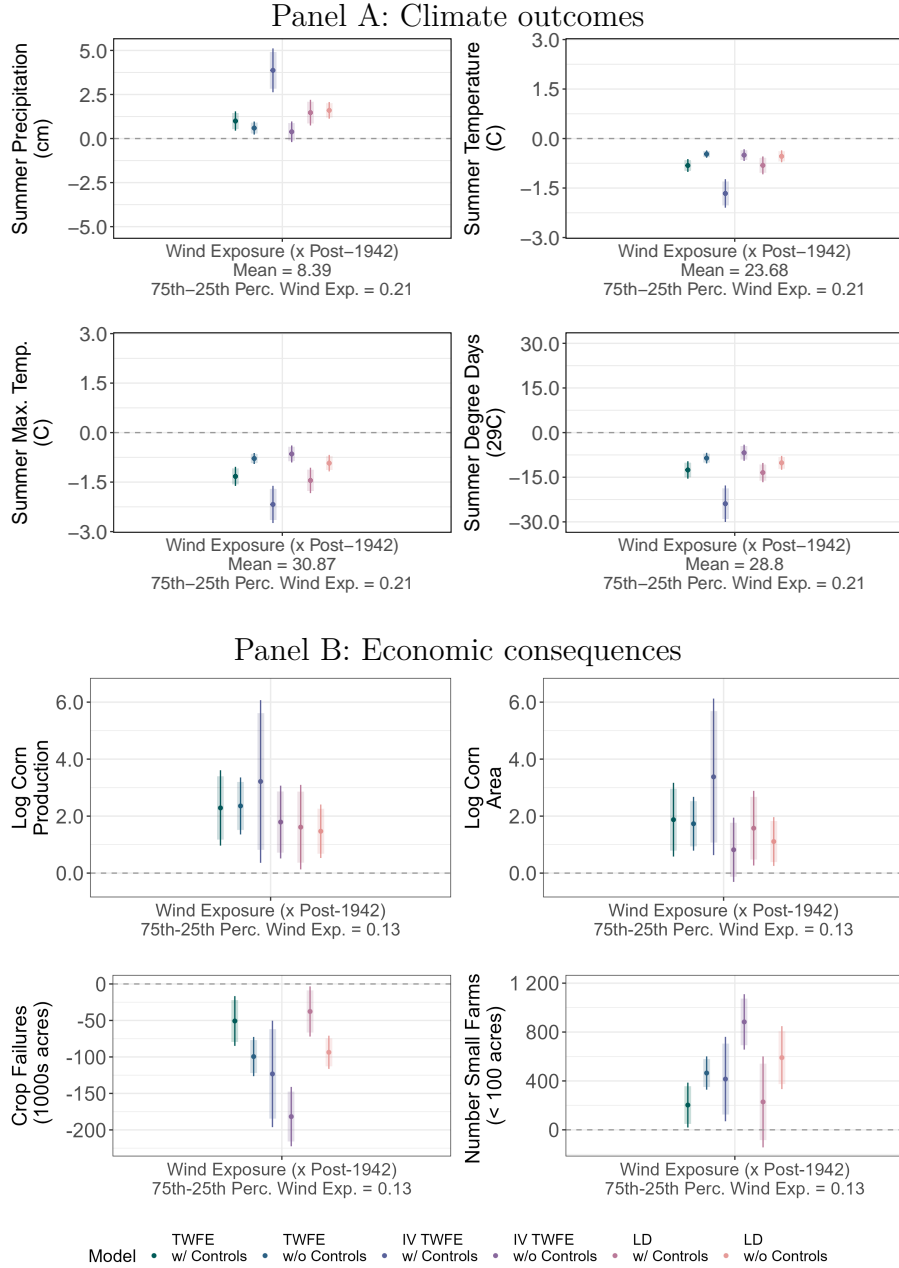 Panel A: Climate outcomes
Summer Precipitation
(cm)
5.0
2.5
0.0
−2.5
−5.0
Wind Exposure (x Post−1942)
Mean = 8.39
75th−25th Perc. Wind Exp. = 0.21
Summer Temperature
(C)
3.0
1.5
0.0
−1.5
−3.0
Wind Exposure (x Post−1942)
Mean = 23.68
75th−25th Perc. Wind Exp. = 0.21
Summer Max. Temp.
(C)
3.0
1.5
0.0
−1.5
−3.0
Wind Exposure (x Post−1942)
Mean = 30.87
75th−25th Perc. Wind Exp. = 0.21
Summer Degree Days
(29C)
30.0
15.0
0.0
−15.0
−30.0
Wind Exposure (x Post−1942)
Mean = 28.8
75th−25th Perc. Wind Exp. = 0.21
Panel B: Economic consequences
Log Corn
Production
6.0
4.0
2.0
0.0
Wind Exposure (x Post-1942)
75th-25th Perc. Wind Exp. = 0.13
Log Corn
Area
6.0
4.0
2.0
0.0
Wind Exposure (x Post-1942)
75th-25th Perc. Wind Exp. = 0.13
Crop Failures
(1000s acres)
0
-50
-100
-150
-200
Wind Exposure (x Post-1942)
75th-25th Perc. Wind Exp. = 0.13
Number Small Farms
(< 100 acres)
1 200
800
400
0
Wind Exposure (x Post-1942)
75th-25th Perc. Wind Exp. = 0.13
Model
TWFE
w/ Controls
TWFE
w/o Controls
IV TWFE
w/ Controls
IV TWFE
w/o Controls
LD
w/ Controls
LD
w/o Controls